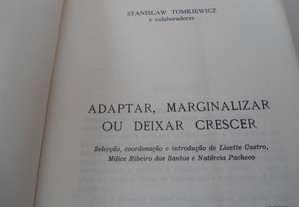 STANISLAW TOMKIEWICZ
e colaboradores
ADAPTAR, MARGINALIZAR
OU DEIXAR CRESCER
Selecção, coordenação e introdução de Lisette Castro,
Milice Ribeiro dos Santos e Natércia Pacheco